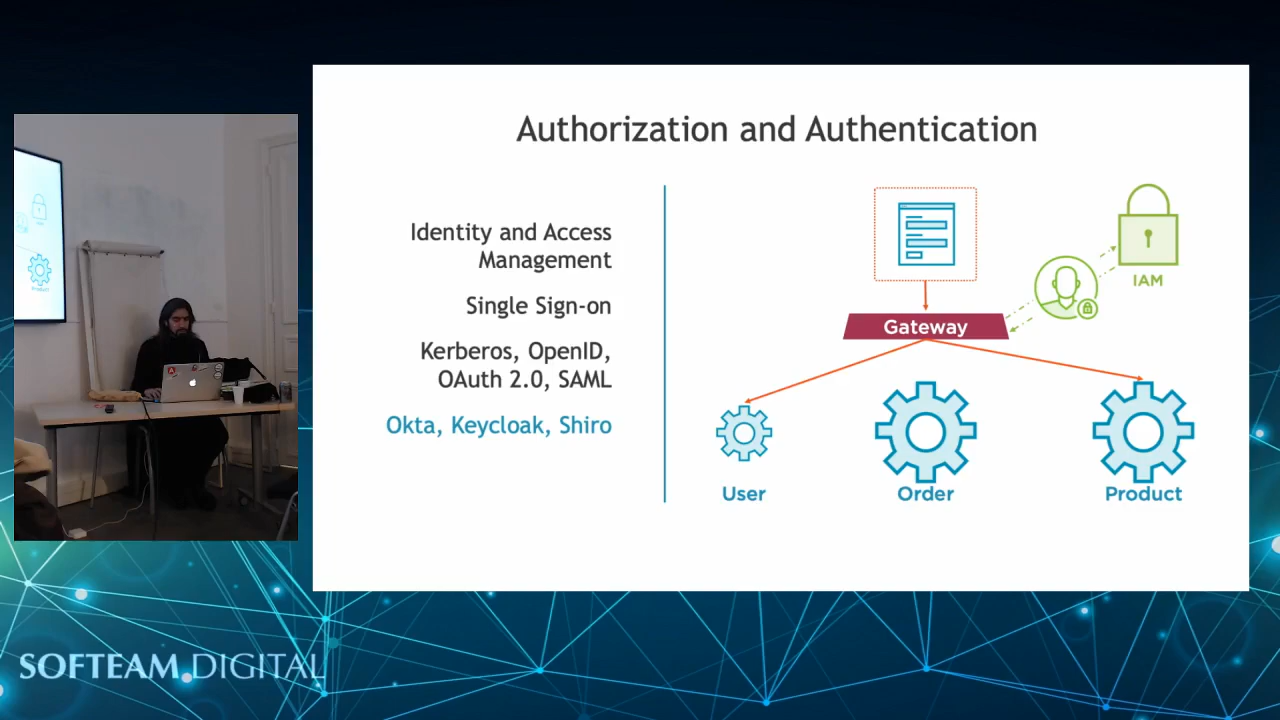 Authorization and Authentication
Identity and Access
Management
Single Sign-on
Kerberos, OpenID,
OAuth 2.0, SAML
Okta, Keycloak, Shiro
IAM
Gateway
User
Order
Product
Product
SOFTEAM DIGITAL